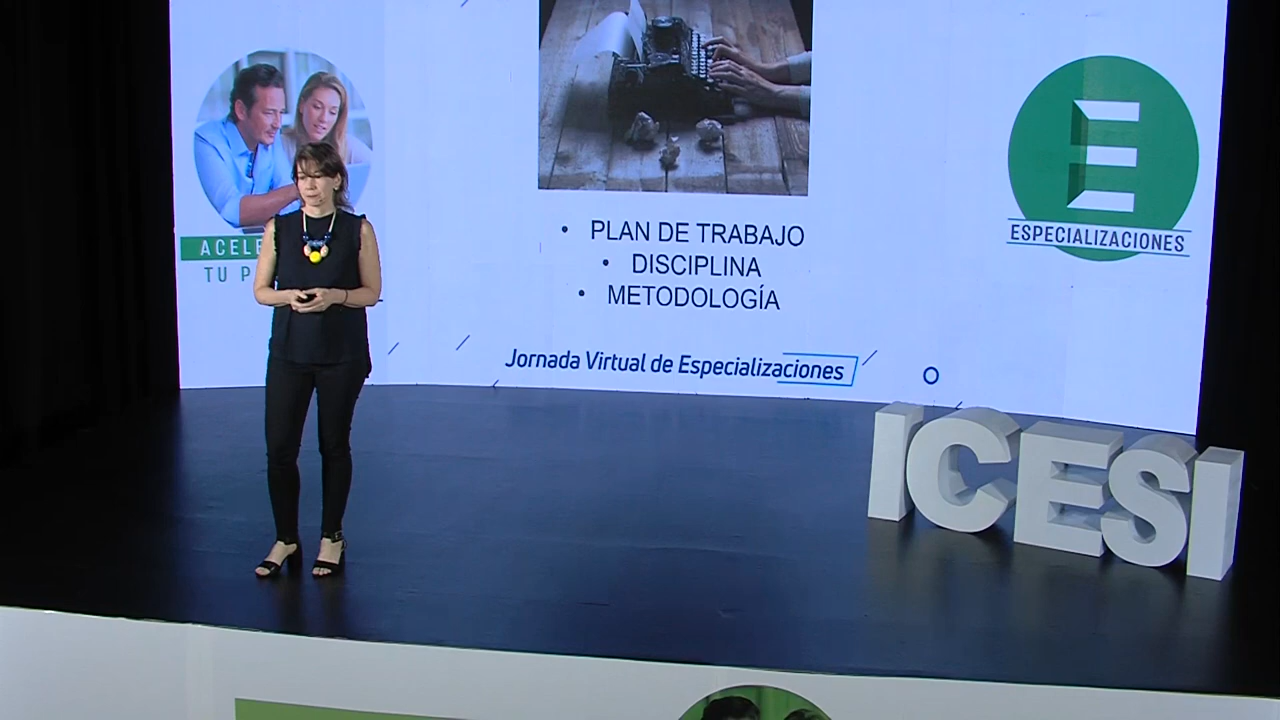 ACELE
TU P
• PLAN DE TRABAJO
• DISCIPLINA
• METODOLOGÍA
Jornada Virtual de Especializaciones
E
ESPECIALIZACIONES
ICESI